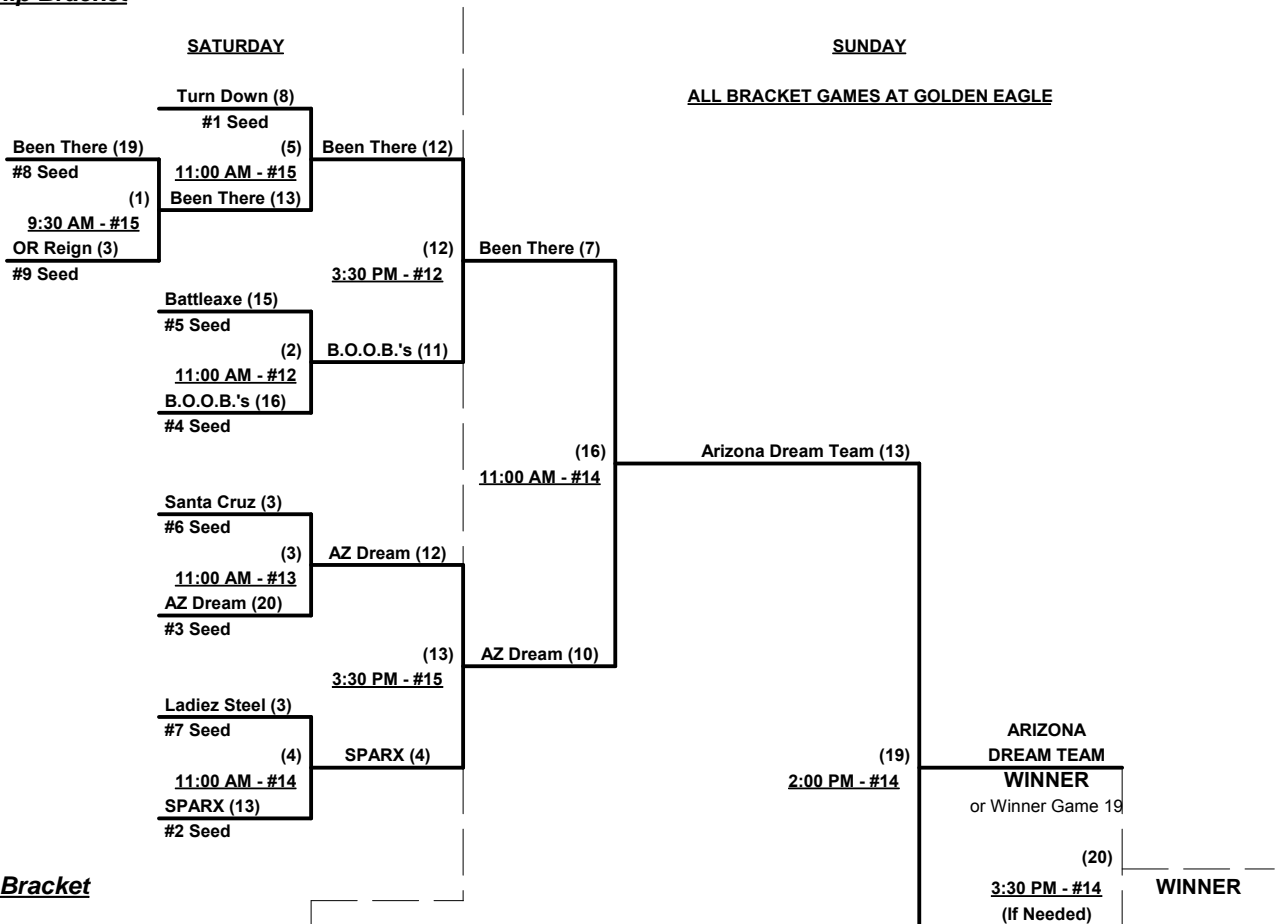 SATURDAY
SUNDAY
ALL BRACKET GAMES AT GOLDEN EAGLE
Turn Down (8)
#1 Seed
Been There (19)
#8 Seed
(5)
11:00 AM - #15
Been There (12)
(1)
9:30 AM - #15
Been There (13)
OR Reign (3)
#9 Seed
(12)
3:30 PM - #12
Been There (7)
Battleaxe (15)
#5 Seed
(2)
11:00 AM - #12
B.O.O.B.'s (11)
B.O.O.B.'s (16)
#4 Seed
(16)
11:00 AM - #14
Arizona Dream Team (13)
Santa Cruz (3)
#6 Seed
(3)
11:00 AM - #13
AZ Dream (12)
AZ Dream (20)
#3 Seed
(13)
3:30 PM - #15
AZ Dream (10)
Ladiez Steel (3)
#7 Seed
(4)
11:00 AM - #14
SPARX (4)
SPARX (13)
#2 Seed
(19)
2:00 PM - #14
ARIZONA
DREAM TEAM
WINNER
or Winner Game 19
(20)
3:30 PM - #14
(If Needed)
WINNER
Bracket